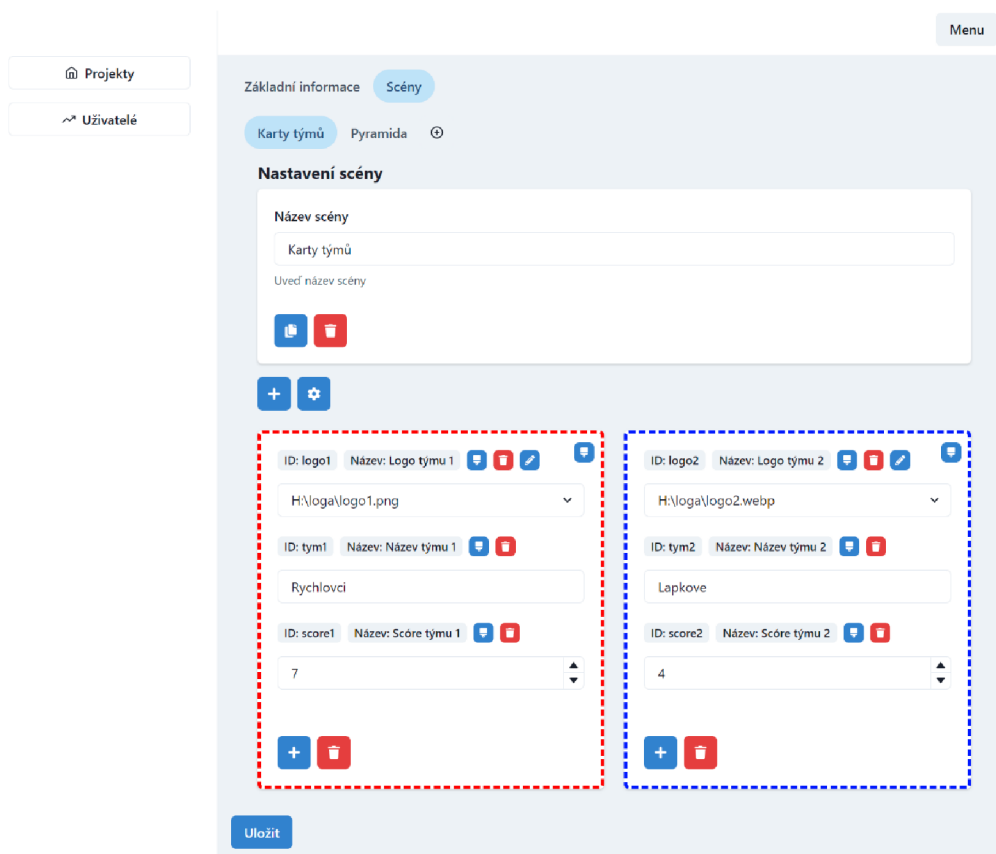 Menu
Projekty
Uživatelé
Základní informace Scény
Karty týmů Pyramida
Nastavení scény
Název scény
Karty týmů
Uveď název scény
ID: logo1 Název: Logo týmu 1
H:\loga\logo1.png
ID: tym1 Název: Název týmu 1
Rychlovci
ID: score1 Název: Scóre týmu 1
7
ID: logo2 Název: Logo týmu 2
H:\loga\logo2.webp
ID: tym2 Název: Název týmu 2
Lapkove
ID: score2 Název: Scóre týmu 2
4
Uložit